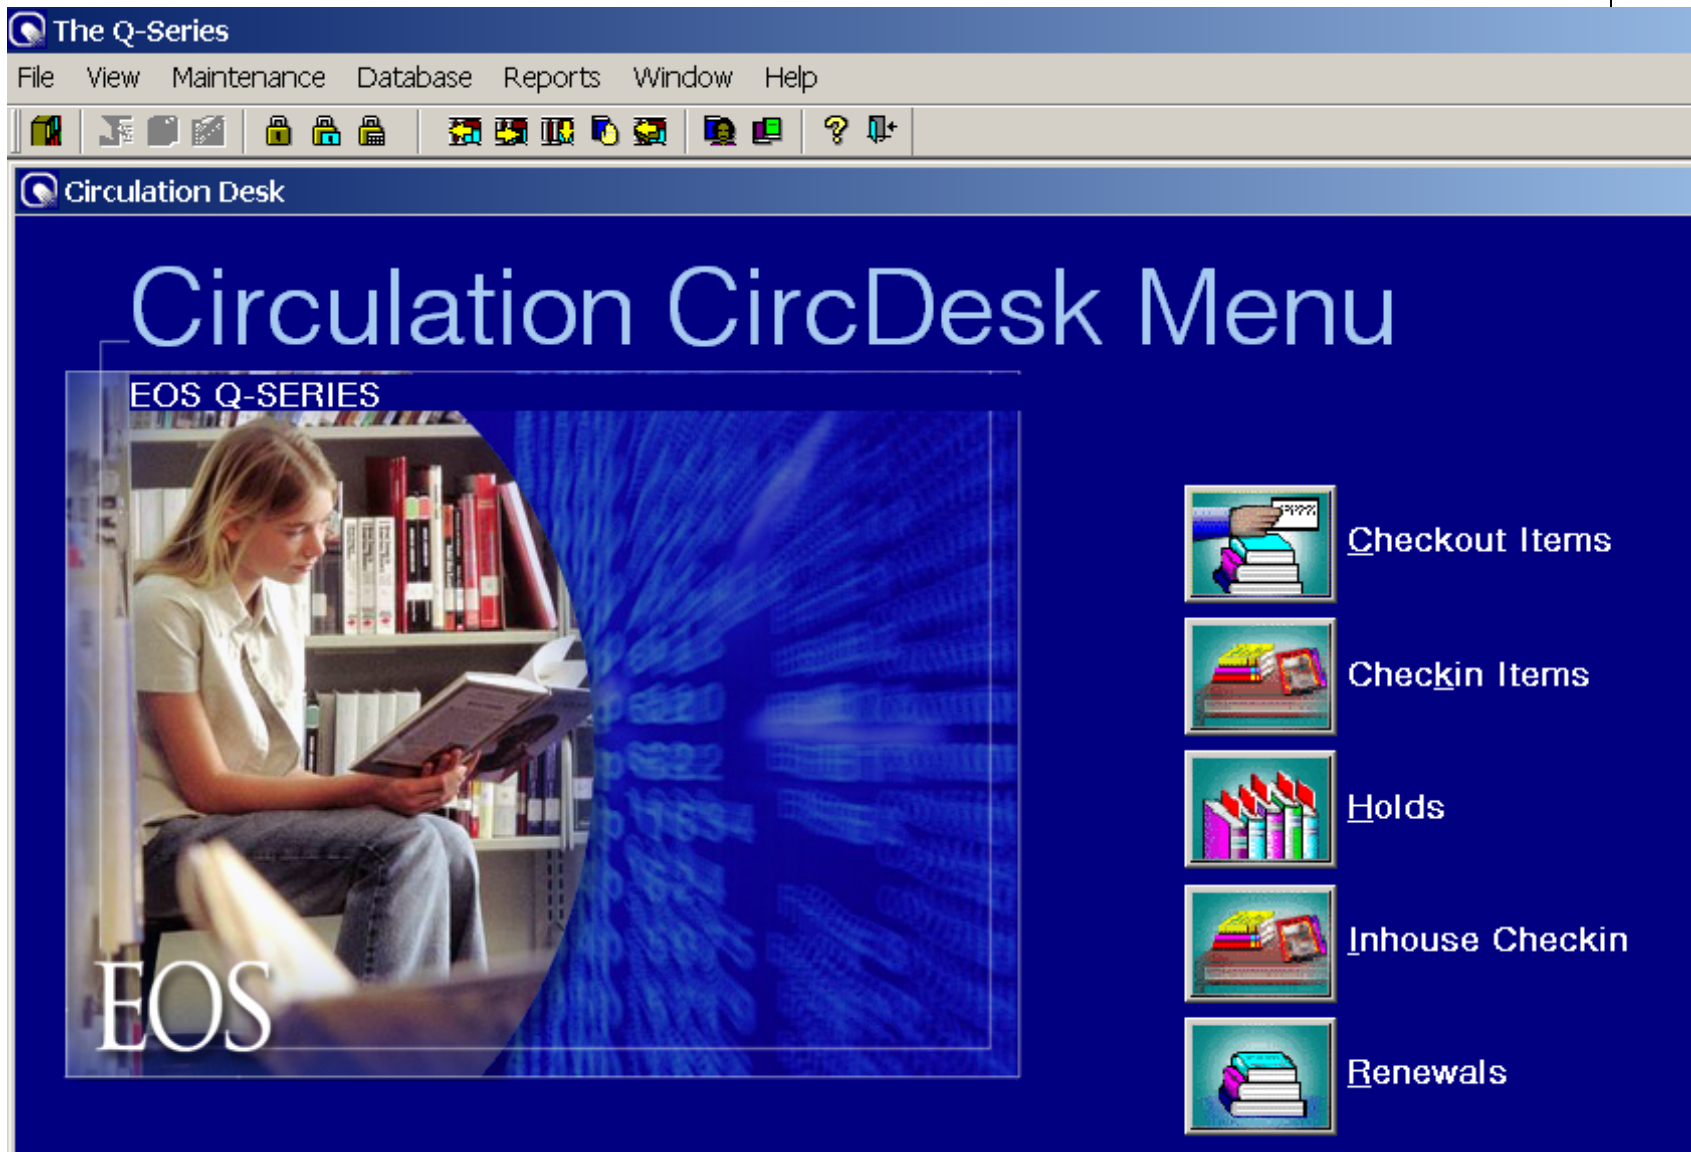 The Q-Series
File View Maintenance Database Reports Window Help
Circulation Desk
Circulation CircDesk Menu
EOS Q-SERIES
Checkout Items
Checkin Items
Holds
Inhouse Checkin
Renewals
EOS